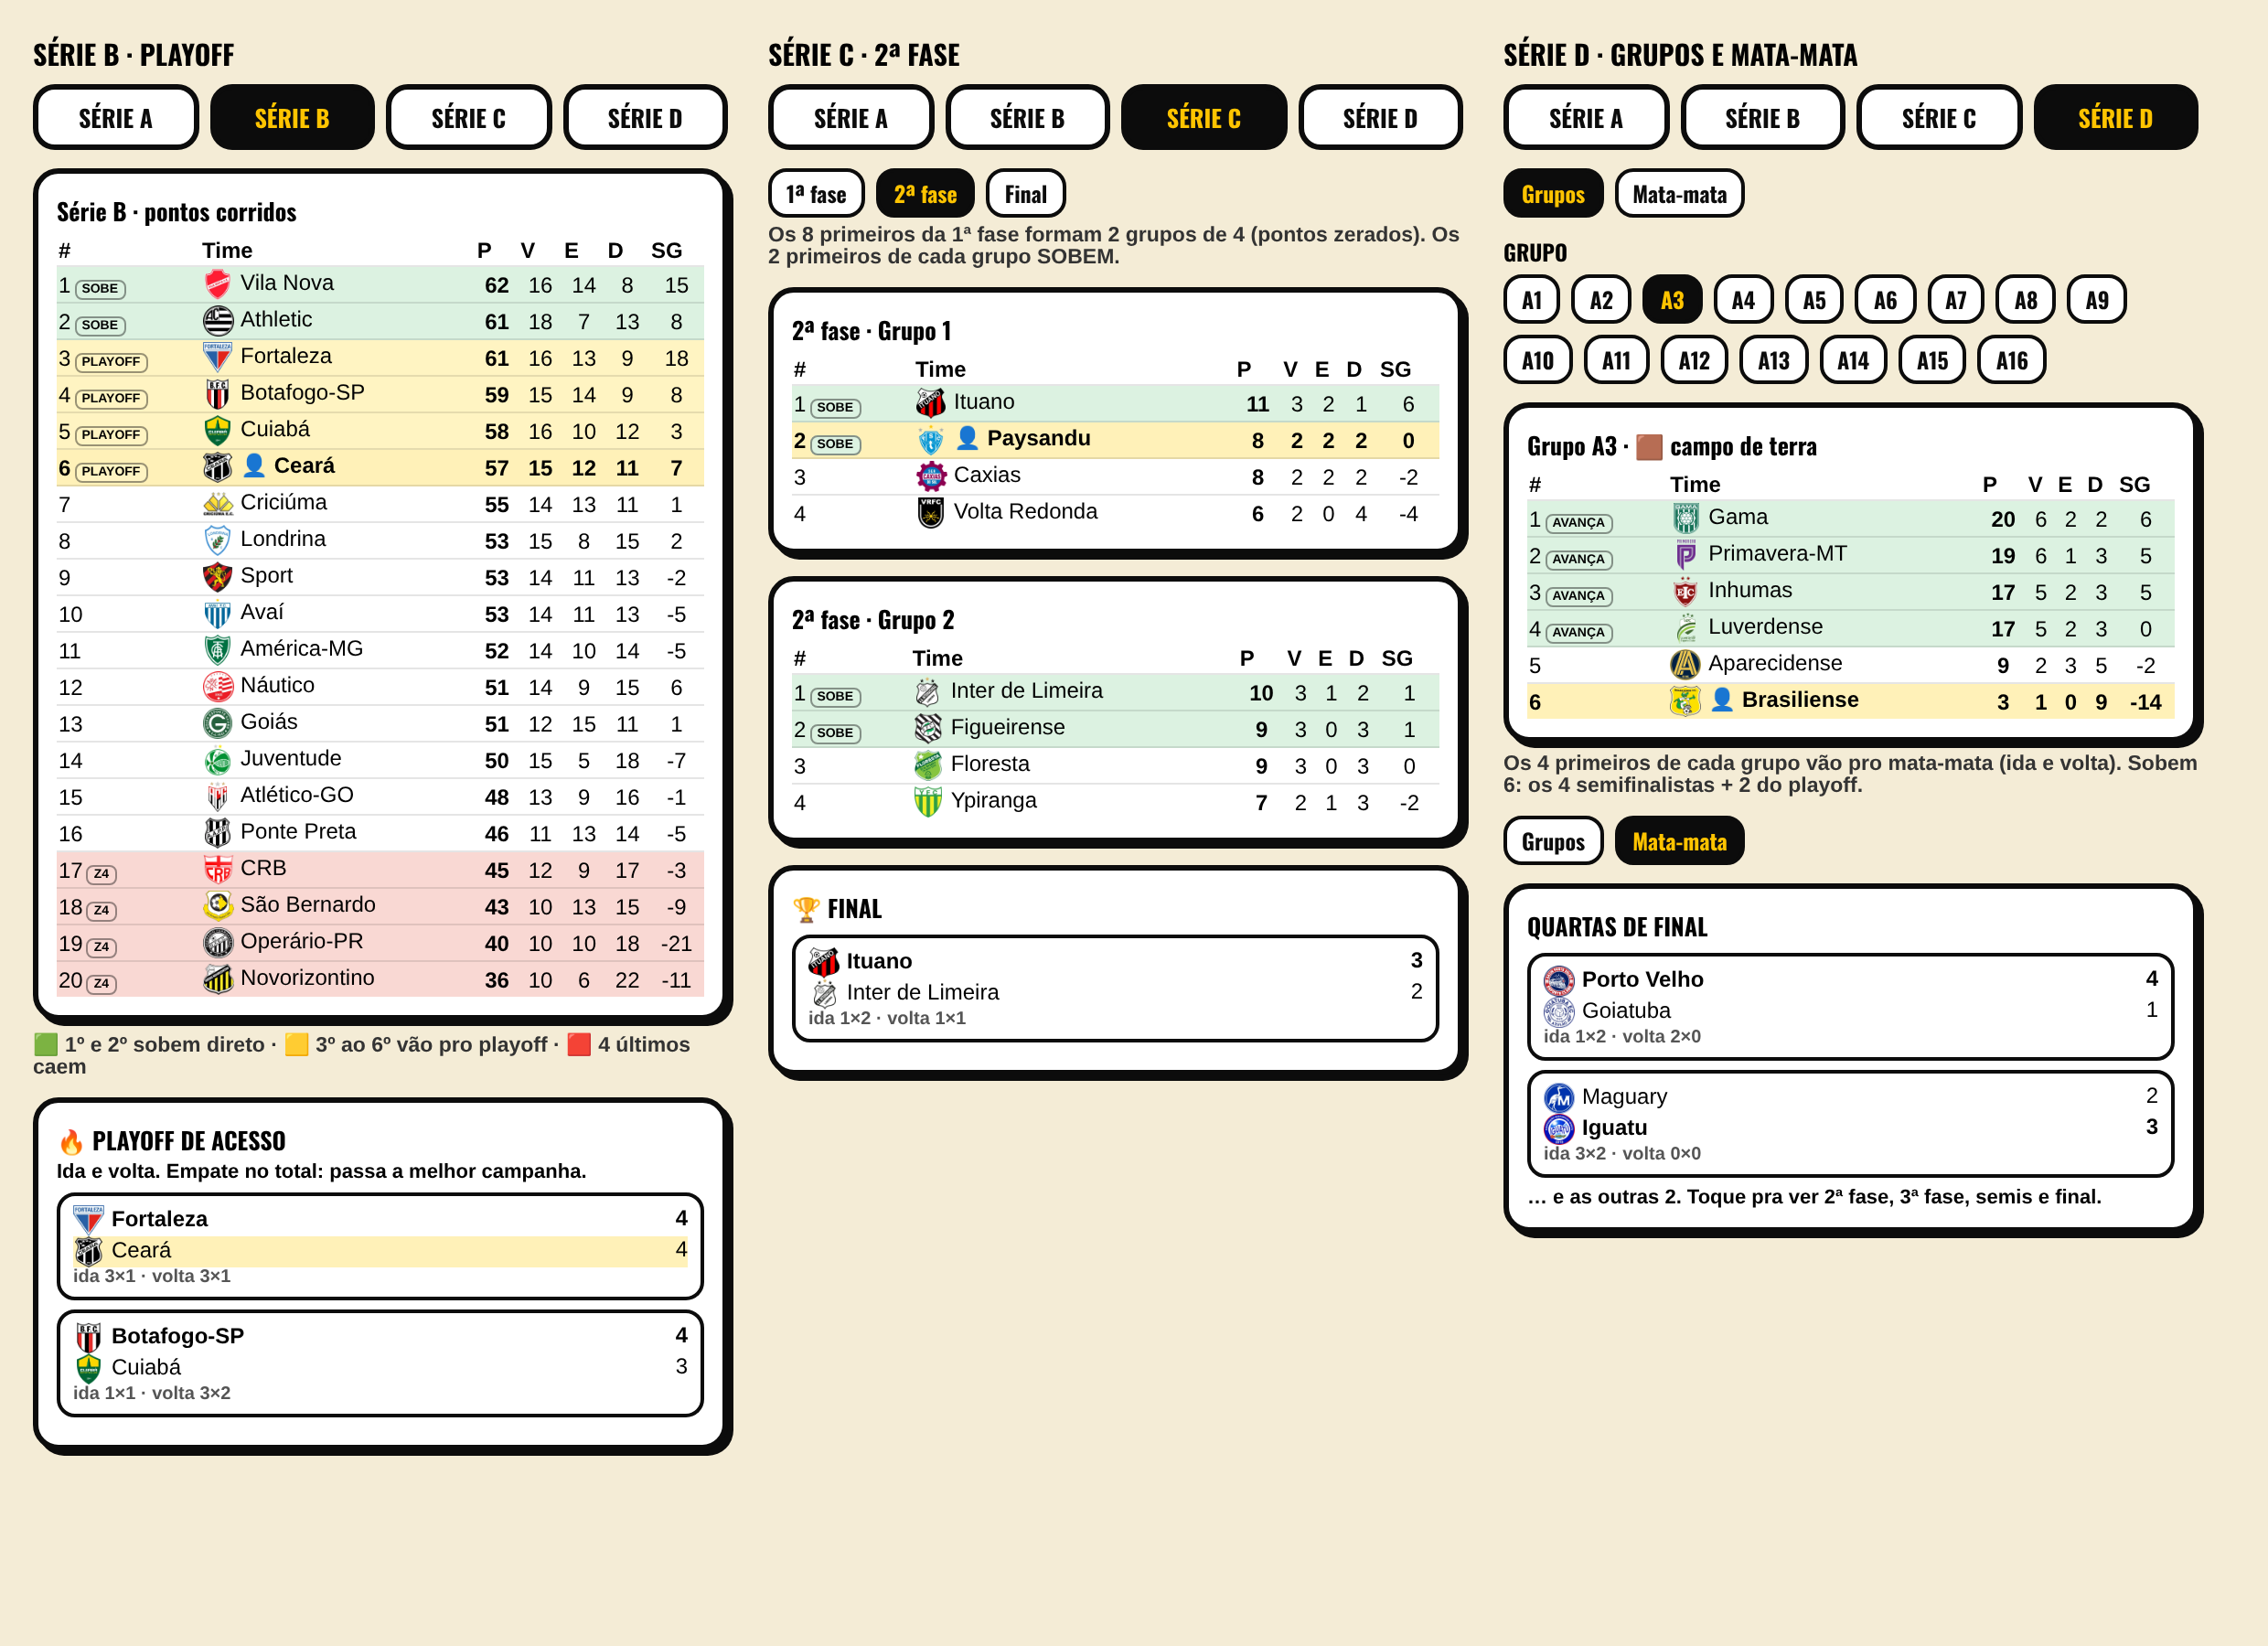 SÉRIE B · PLAYOFF
SÉRIE A SÉRIE B SÉRIE C SÉRIE D
Série B · pontos corridos
# Time P V E D SG
1 SOBE Vila Nova 62 16 14 8 15
2 SOBE Athletic 61 18 7 13 8
3 PLAYOFF Fortaleza 61 16 13 9 18
4 PLAYOFF Botafogo-SP 59 15 14 9 8
5 PLAYOFF Cuiabá 58 16 10 12 3
6 PLAYOFF 👤 Ceará 57 15 12 11 7
7 Criciúma 55 14 13 11 1
8 Londrina 53 15 8 15 2
9 Sport 53 14 11 13 -2
10 Avaí 53 14 11 13 -5
11 América-MG 52 14 10 14 -5
12 Náutico 51 14 9 15 6
13 Goiás 51 12 15 11 1
14 Juventude 50 15 5 18 -7
15 Atlético-GO 48 13 9 16 -1
16 Ponte Preta 46 11 13 14 -5
17 Z4 CRB 45 12 9 17 -3
18 Z4 São Bernardo 43 10 13 15 -9
19 Z4 Operário-PR 40 10 10 18 -21
20 Z4 Novorizontino 36 10 6 22 -11
🟩 1º e 2º sobem direto · 🟨 3º ao 6º vão pro playoff · 🟥 4 últimos
caem
🔥 PLAYOFF DE ACESSO
Ida e volta. Empate no total: passa a melhor campanha.
Fortaleza 4
Ceará 4
ida 3×1 · volta 3×1
Botafogo-SP 4
Cuiabá 3
ida 1×1 · volta 3×2
SÉRIE C · 2ª FASE
SÉRIE A SÉRIE B SÉRIE C SÉRIE D
1ª fase 2ª fase Final
Os 8 primeiros da 1ª fase formam 2 grupos de 4 (pontos zerados). Os
2 primeiros de cada grupo SOBEM.
2ª fase · Grupo 1
# Time P V E D SG
1 SOBE Ituano 11 3 2 1 6
2 SOBE 👤 Paysandu 8 2 2 2 0
3 Caxias 8 2 2 2 -2
4 Volta Redonda 6 2 0 4 -4
2ª fase · Grupo 2
# Time P V E D SG
1 SOBE Inter de Limeira 10 3 1 2 1
2 SOBE Figueirense 9 3 0 3 1
3 Floresta 9 3 0 3 0
4 Ypiranga 7 2 1 3 -2
🏆 FINAL
Ituano 3
Inter de Limeira 2
ida 1×2 · volta 1×1
SÉRIE D · GRUPOS E MATA-MATA
SÉRIE A SÉRIE B SÉRIE C SÉRIE D
Grupos Mata-mata
GRUPO
A1 A2 A3 A4 A5 A6 A7 A8 A9
A10 A11 A12 A13 A14 A15 A16
Grupo A3 · 🟫 campo de terra
# Time P V E D SG
1 AVANÇA Gama 20 6 2 2 6
2 AVANÇA Primavera-MT 19 6 1 3 5
3 AVANÇA Inhumas 17 5 2 3 5
4 AVANÇA Luverdense 17 5 2 3 0
5 Aparecidense 9 2 3 5 -2
6 👤 Brasiliense 3 1 0 9 -14
Os 4 primeiros de cada grupo vão pro mata-mata (ida e volta). Sobem
6: os 4 semifinalistas + 2 do playoff.
Grupos Mata-mata
QUARTAS DE FINAL
Porto Velho 4
Goiatuba 1
ida 1×2 · volta 2×0
Maguary 2
Iguatu 3
ida 3×2 · volta 0×0
… e as outras 2. Toque pra ver 2ª fase, 3ª fase, semis e final.